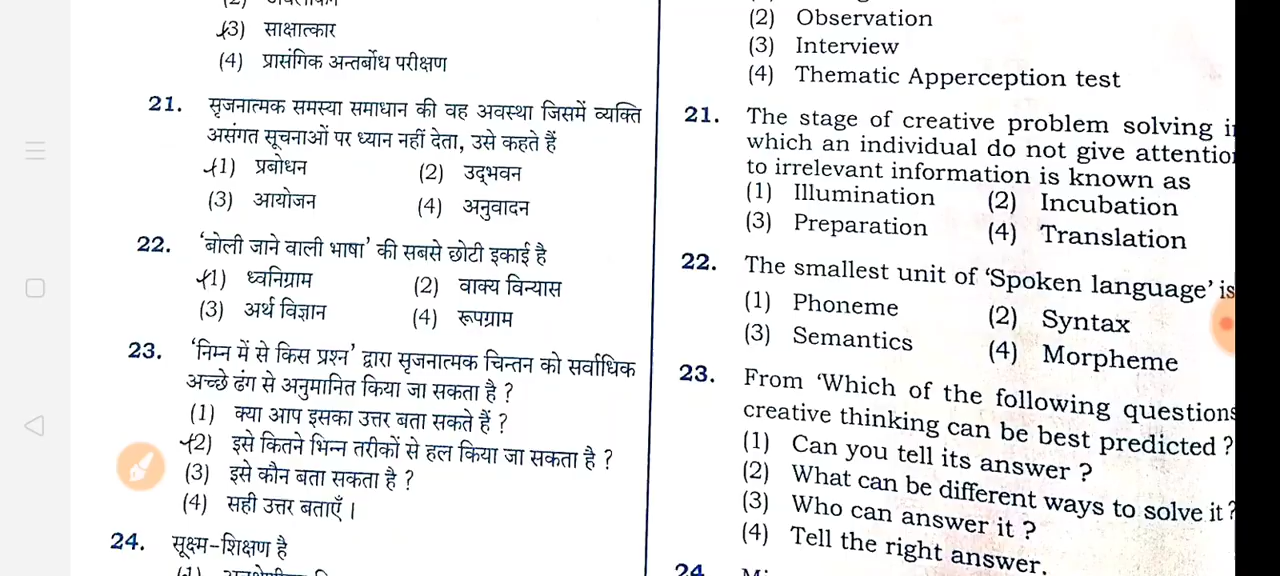 (3) साक्षात्कार
(4) प्रासंगिक अन्तर्बोध परीक्षण
21. सृजनात्मक समस्या समाधान की वह अवस्था जिसमें व्यक्ति
असंगत सूचनाओं पर ध्यान नहीं देता, उसे कहते हैं
(1) प्रबोधन (2) उद्भवन
(3) आयोजन (4) अनुवादन
22. 'बोली जाने वाली भाषा' की सबसे छोटी इकाई है
(1) ध्वनिग्राम (2) वाक्य विन्यास
(3) अर्थ विज्ञान (4) रूपग्राम
23. 'निम्न में से किस प्रश्न' द्वारा सृजनात्मक चिन्तन को सर्वाधिक
अच्छे ढंग से अनुमानित किया जा सकता है ?
(1) क्या आप इसका उत्तर बता सकते हैं ?
(2) इसे कितने भिन्न तरीकों से हल किया जा सकता है ?
(3) इसे कौन बता सकता है ?
(4) सही उत्तर बताएँ ।
24. सूक्ष्म-शिक्षण है
(2) Observation
(3) Interview
(4) Thematic Apperception test
21. The stage of creative problem solving
which an individual do not give
to irrelevant information is known as
(1) Illumination (2) Incubation
(3) Preparation (4) Translation
22. The smallest unit of 'Spoken language' is
(1) Phoneme (2) Syntax
(3) Semantics (4) Morpheme
23. From 'Which of the following questions
creative thinking can be best predicted ?
(1) Can you tell its answer ?
(2) What can be different ways to solve it ?
(3) Who can answer it ?
(4) Tell the right answer.
24.